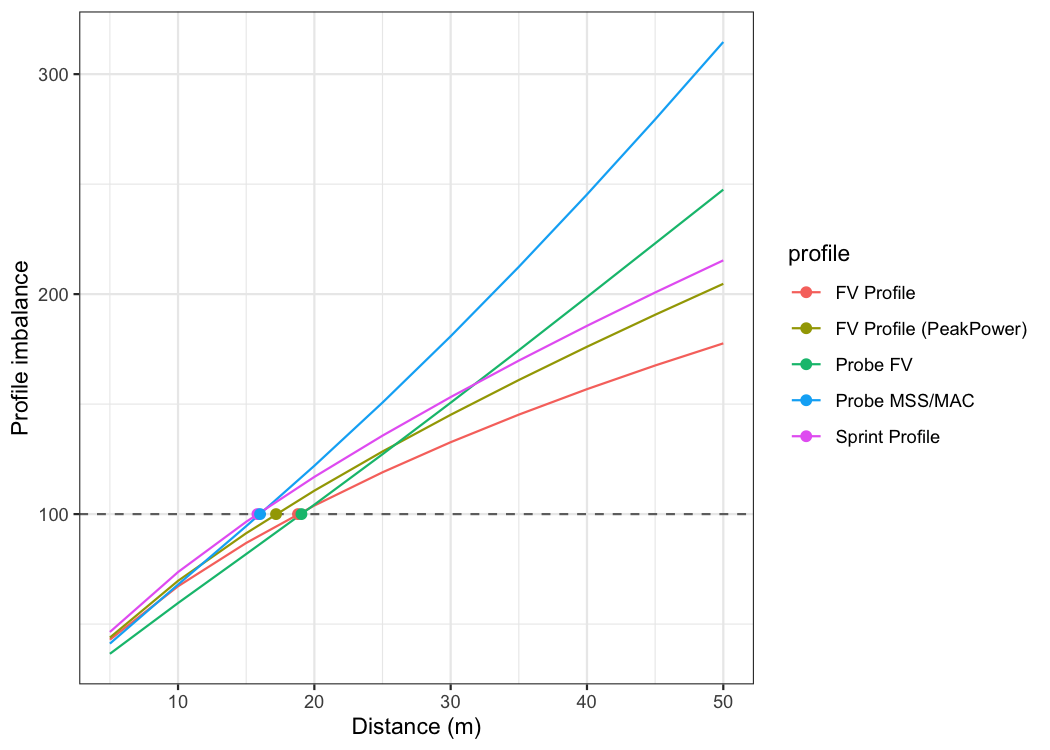 Profile imbalance
300
200
100
10
20
30
40
50
Distance (m)
profile
FV Profile
FV Profile (PeakPower)
Probe FV
Probe MSS/MAC
Sprint Profile